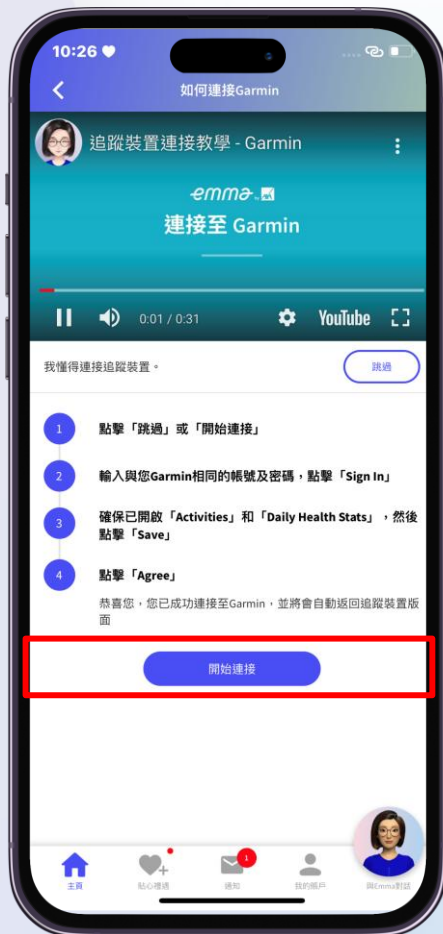 10:26
如何連接Garmin
追蹤裝置連接教學 - Garmin
emma
連接至 Garmin
0:01 / 0:31
YouTube
我懂得連接追蹤裝置。
跳過
1
點擊「跳過」或「開始連接」
2
輸入與您Garmin相同的帳號及密碼,點擊「Sign In」
3
確保已開啟「Activities」和「Daily Health Stats」,然後
點擊「Save」
4
點擊「Agree」
恭喜您,您已成功連接至Garmin,並將會自動返回追蹤裝置版
面
開始連接
1
主頁
貼心禮遇
通知
我的賬戶
與Emma對話